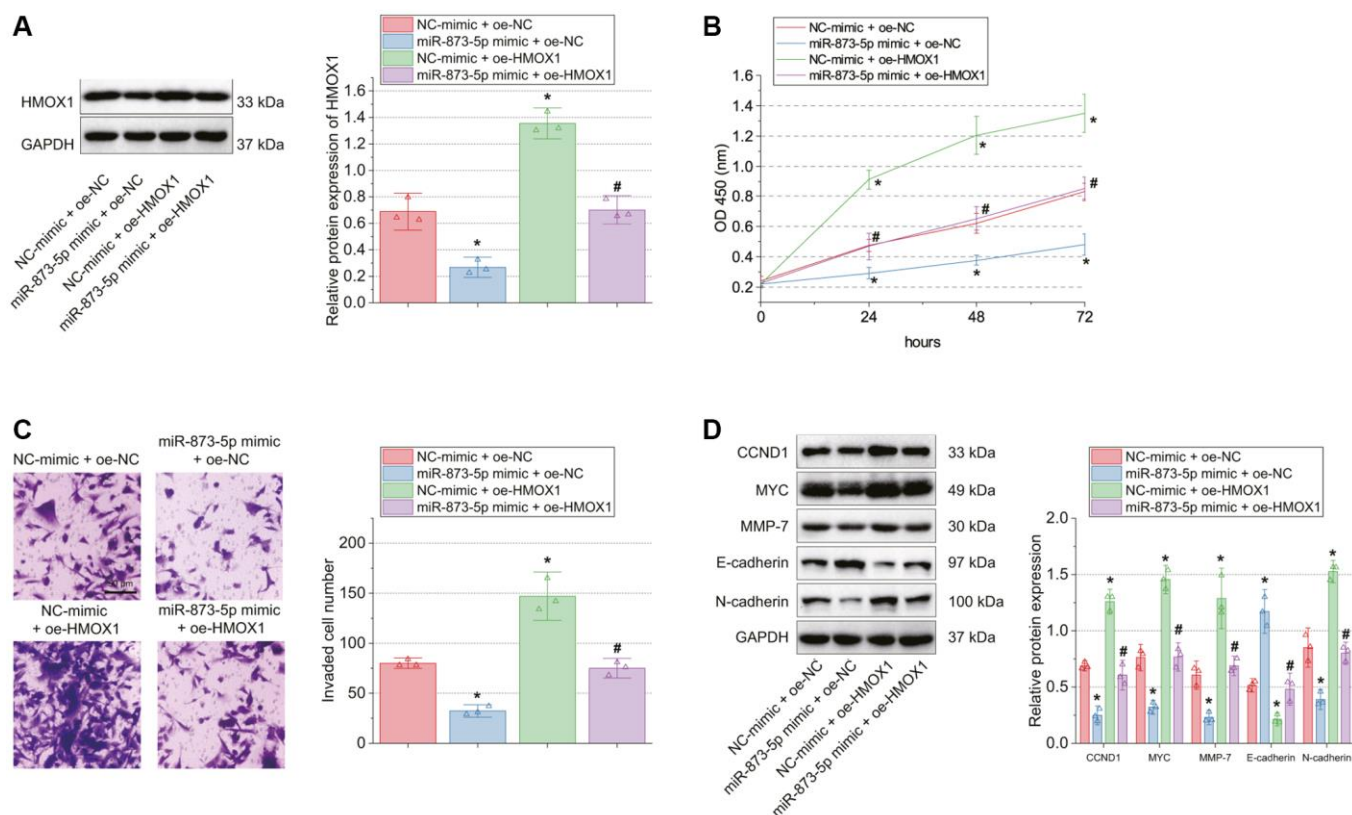 A
NC-mimic + oe-NC
miR-873-5p mimic + oe-NC
NC-mimic + oe-HMOX1
miR-873-5p mimic + oe-HMOX1
HMOX1
33 kDa
GAPDH
37 kDa
NC-mimic + oe-NC
miR-873-5p mimic + oe-NC
NC-mimic + oe-HMOX1
miR-873-5p mimic + oe-HMOX1
Relative protein expression of HMOX1
1.6
1.4
1.2
1.0
0.8
0.6
0.4
0.2
0.0
*
*
#
B
NC-mimic + oe-NC
miR-873-5p mimic + oe-NC
NC-mimic + oe-HMOX1
miR-873-5p mimic + oe-HMOX1
OD 450 (nm)
1.6
1.4
1.2
1.0
0.8
0.6
0.4
0.2
*
*
*
#
#
#
*
*
*
0
24
48
72
hours
C
NC-mimic + oe-NC
miR-873-5p mimic
+ oe-NC
NC-mimic
+ oe-HMOX1
miR-873-5p mimic
+ oe-HMOX1
NC-mimic + oe-NC
miR-873-5p mimic + oe-NC
NC-mimic + oe-HMOX1
miR-873-5p mimic + oe-HMOX1
Invaded cell number
200
150
100
75
50
25
0
*
*
#
D
CCND1
33 kDa
MYC
49 kDa
MMP-7
30 kDa
E-cadherin
97 kDa
N-cadherin
100 kDa
GAPDH
37 kDa
NC-mimic + oe-NC
miR-873-5p mimic + oe-NC
NC-mimic + oe-HMOX1
miR-873-5p mimic + oe-HMOX1
NC-mimic + oe-NC
miR-873-5p mimic + oe-NC
NC-mimic + oe-HMOX1
miR-873-5p mimic + oe-HMOX1
Relative protein expression
2.0
1.5
1.0
0.5
0.0
* * #
* * #
* * #
* * #
* * #
CCND1
MYC
MMP-7
E-cadherin
N-cadherin